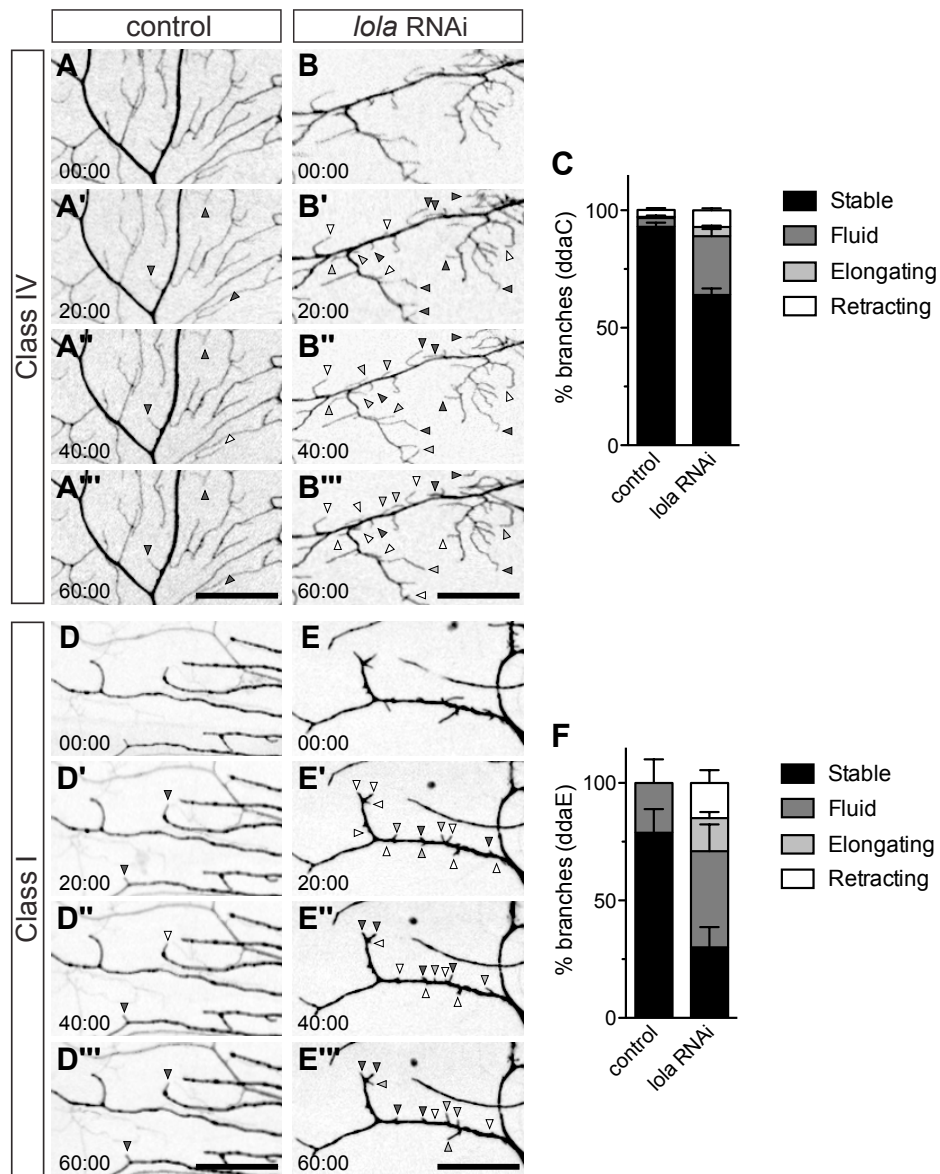 control
lola RNAi
Class IV
A
00:00
B
00:00
A'
20:00
B'
20:00
A''
40:00
B''
40:00
A'''
60:00
B'''
60:00
C
% branches (ddaC)
100
50
0
control
lola RNAi
Stable
Fluid
Elongating
Retracting
Class I
D
00:00
E
00:00
D'
20:00
E'
20:00
D''
40:00
E''
40:00
D'''
60:00
E'''
60:00
F
% branches (ddaE)
100
50
0
control
lola RNAi
Stable
Fluid
Elongating
Retracting